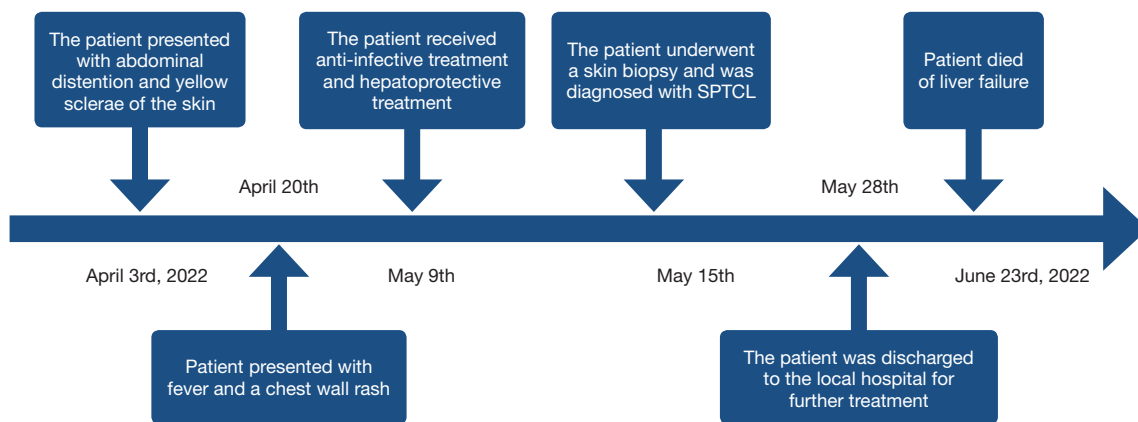 The patient presented
with abdominal
distention and yellow
sclerae of the skin
The patient received
anti-infective treatment
and hepatoprotective
treatment
The patient underwent
a skin biopsy and was
diagnosed with SPTCL
Patient died
of liver failure
April 20th
May 28th
April 3rd, 2022
May 9th
May 15th
June 23rd, 2022
Patient presented with
fever and a chest wall rash
The patient was discharged
to the local hospital for
further treatment